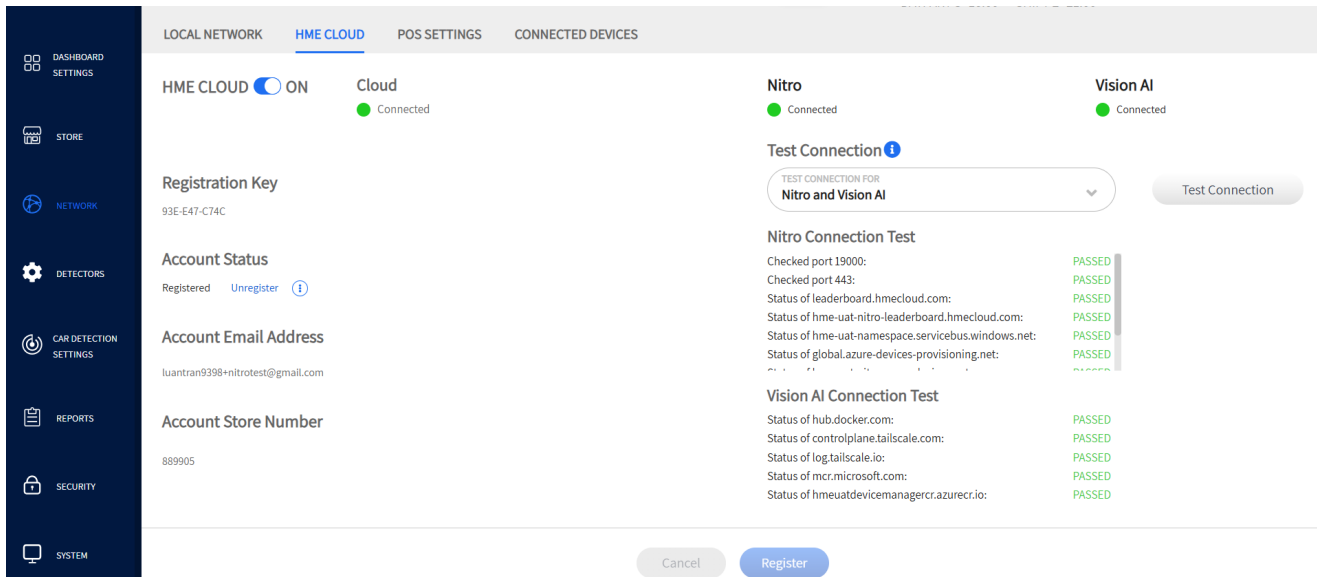 LOCAL NETWORK
HME CLOUD
POS SETTINGS
CONNECTED DEVICES
DASHBOARD
SETTINGS
STORE
NETWORK
DETECTORS
CAR DETECTION
SETTINGS
REPORTS
SECURITY
SYSTEM
HME CLOUD ON
Cloud
Connected
Registration Key
93E-E47-C74C
Account Status
Registered Unregister
Account Email Address
luantran9398+nitrotest@gmail.com
Account Store Number
889905
Nitro
Connected
Vision AI
Connected
Test Connection
TEST CONNECTION FOR
Nitro and Vision AI
Test Connection
Nitro Connection Test
Checked port 19000: PASSED
Checked port 443: PASSED
Status of leaderboard.hmecloud.com: PASSED
Status of hme-uat-nitro-leaderboard.hmecloud.com: PASSED
Status of hme-uat-namespace.servicebus.windows.net: PASSED
Status of global.azure-devices-provisioning.net: PASSED
Vision AI Connection Test
Status of hub.docker.com: PASSED
Status of controlplane.tailscale.com: PASSED
Status of log.tailscale.io: PASSED
Status of mcr.microsoft.com: PASSED
Status of hmeuatdevicemanagercr.azurecr.io: PASSED
Cancel
Register